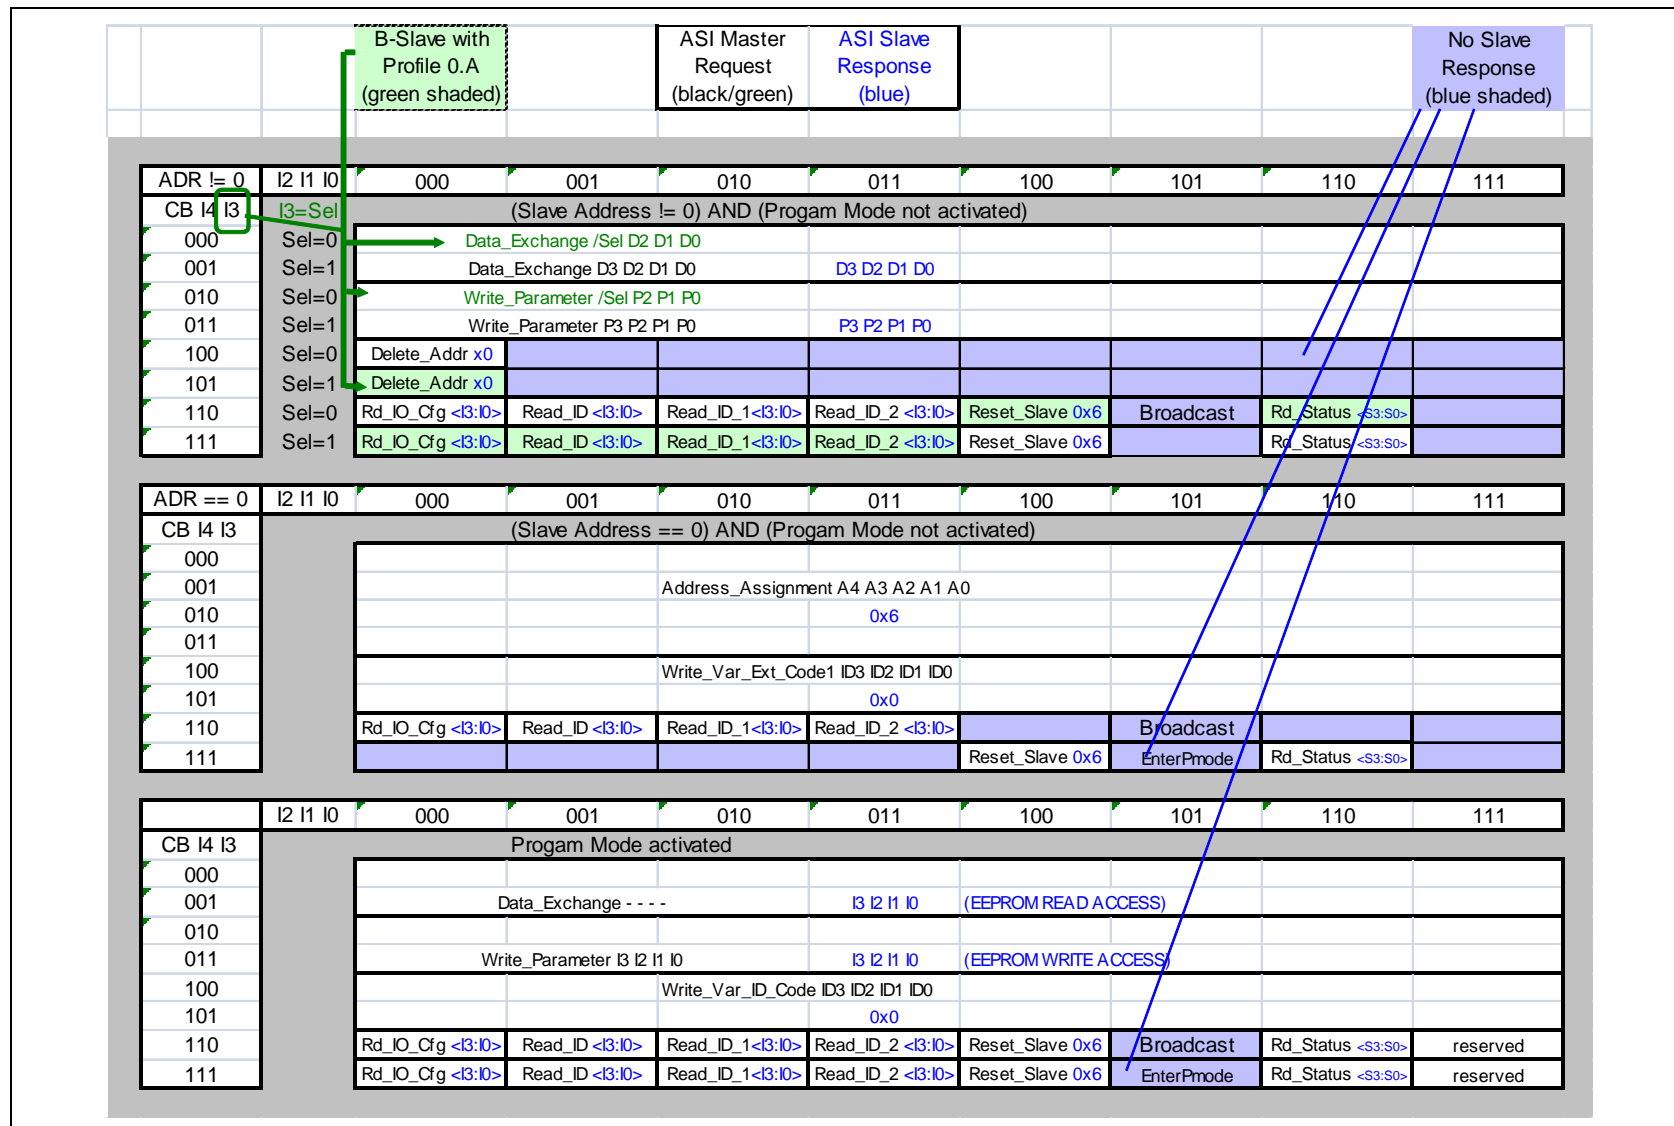 B-Slave with Profile 0.A (green shaded)
ASI Master Request (black/green)
ASI Slave Response (blue)
No Slave Response (blue shaded)
ADR != 0 I2 I1 I0 000 001 010 011 100 101 110 111
CB I4 I3 I3=Sel (Slave Address != 0) AND (Progam Mode not activated)
000 Sel=0 Data_Exchange /Sel D2 D1 D0
001 Sel=1 Data_Exchange D3 D2 D1 D0 D3 D2 D1 D0
010 Sel=0 Write_Parameter /Sel P2 P1 P0
011 Sel=1 Write_Parameter P3 P2 P1 P0 P3 P2 P1 P0
100 Sel=0 Delete_Addr x0
101 Sel=1 Delete_Addr x0
110 Sel=0 Rd_IO_Cfg <I3:I0> Read_ID <I3:I0> Read_ID_1<I3:I0> Read_ID_2 <I3:I0> Reset_Slave 0x6 Broadcast Rd_Status <S3:S0>
111 Sel=1 Rd_IO_Cfg <I3:I0> Read_ID <I3:I0> Read_ID_1<I3:I0> Read_ID_2 <I3:I0> Reset_Slave 0x6 Rd_Status <S3:S0>
ADR == 0 I2 I1 I0 000 001 010 011 100 101 110 111
CB I4 I3 (Slave Address == 0) AND (Progam Mode not activated)
000
001 Address_Assignment A4 A3 A2 A1 A0
010 0x6
011
100 Write_Var_Ext_Code1 ID3 ID2 ID1 ID0
101 0x0
110 Rd_IO_Cfg <I3:I0> Read_ID <I3:I0> Read_ID_1<I3:I0> Read_ID_2 <I3:I0> Broadcast
111 Reset_Slave 0x6 EnterPmode Rd_Status <S3:S0>
I2 I1 I0 000 001 010 011 100 101 110 111
CB I4 I3 Progam Mode activated
000
001 Data_Exchange - - - - I3 I2 I1 I0 (EEPROM READ ACCESS)
010
011 Write_Parameter I3 I2 I1 I0 I3 I2 I1 I0 (EEPROM WRITE ACCESS)
100 Write_Var_ID_Code ID3 ID2 ID1 ID0
101 0x0
110 Rd_IO_Cfg <I3:I0> Read_ID <I3:I0> Read_ID_1<I3:I0> Read_ID_2 <I3:I0> Reset_Slave 0x6 Broadcast Rd_Status <S3:S0> reserved
111 Rd_IO_Cfg <I3:I0> Read_ID <I3:I0> Read_ID_1<I3:I0> Read_ID_2 <I3:I0> Reset_Slave 0x6 EnterPmode Rd_Status <S3:S0> reserved